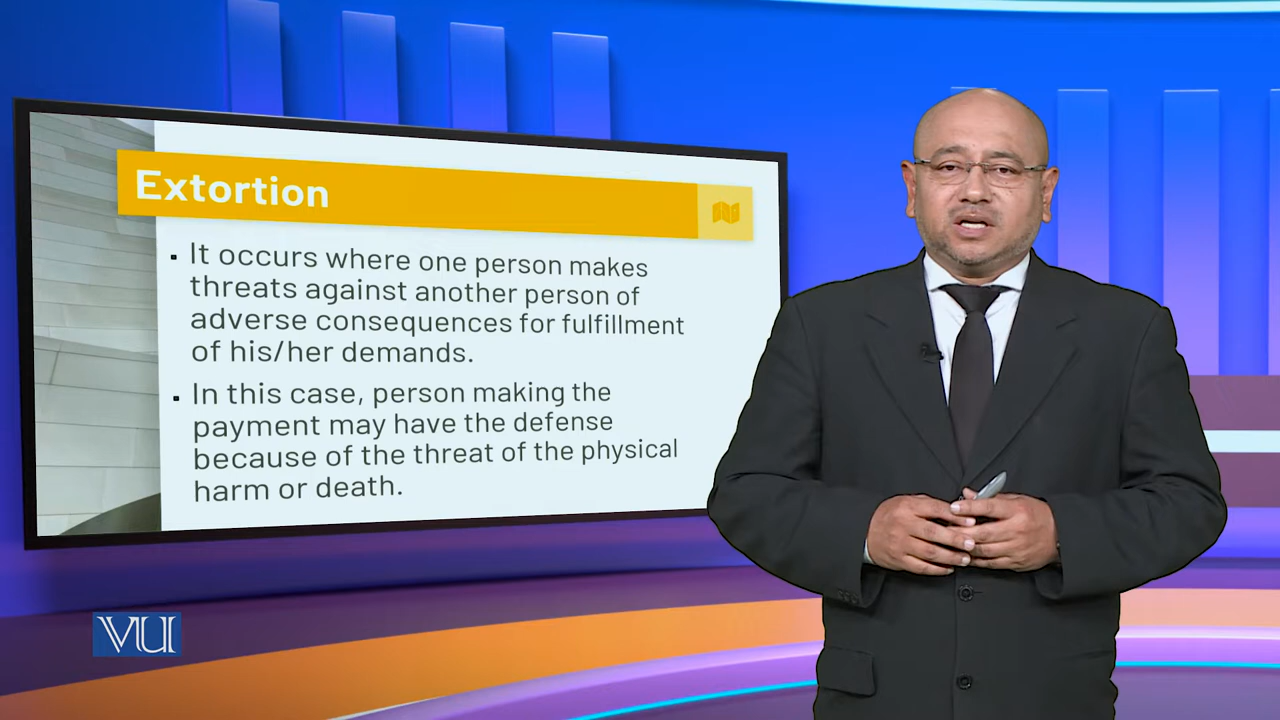 Extortion
▪ It occurs where one person makes
threats against another person of
adverse consequences for fulfillment
of his/her demands.
▪ In this case, person making the
payment may have the defense
because of the threat of the physical
harm or death.
VU